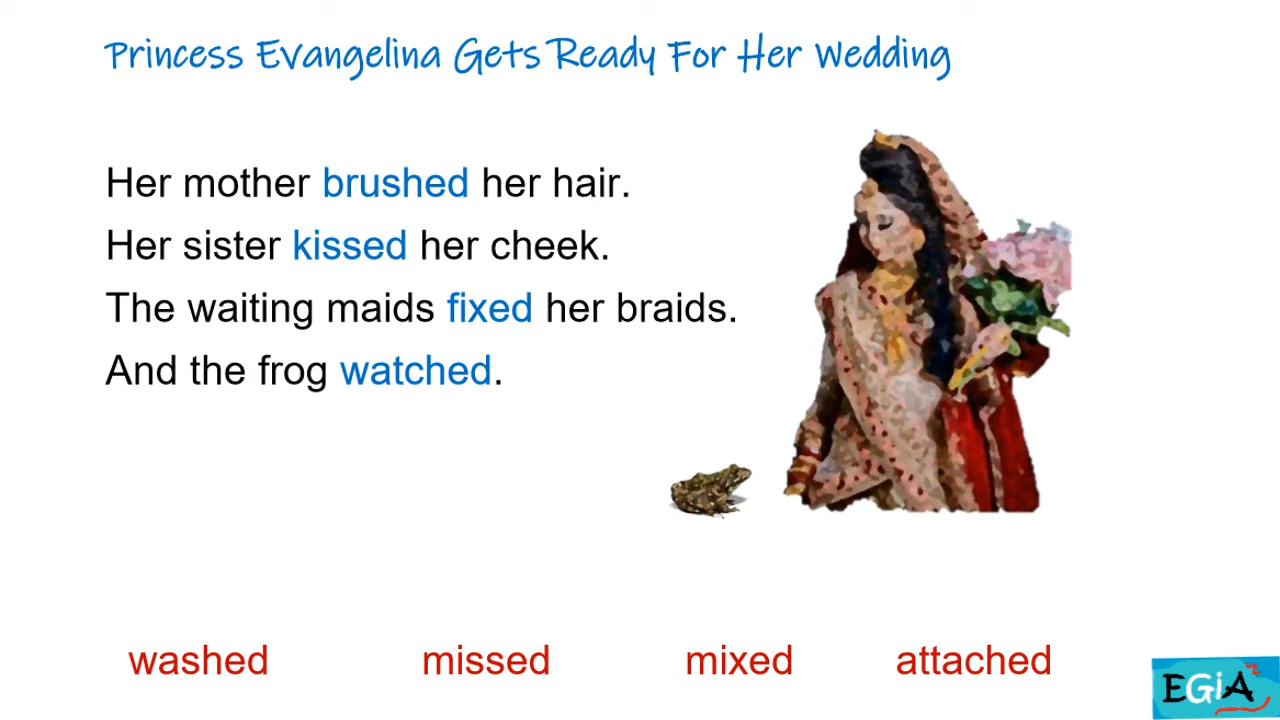 Princess Evangelina Gets Ready For Her Wedding
Her mother brushed her hair.
Her sister kissed her cheek.
The waiting maids fixed her braids.
And the frog watched.
washed missed mixed attached
EGiA